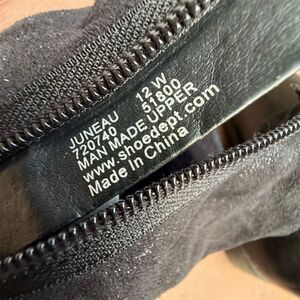 JUNEAU 12 W
720740 51800
MAN MADE UPPER
www.shoedept.com
Made in China